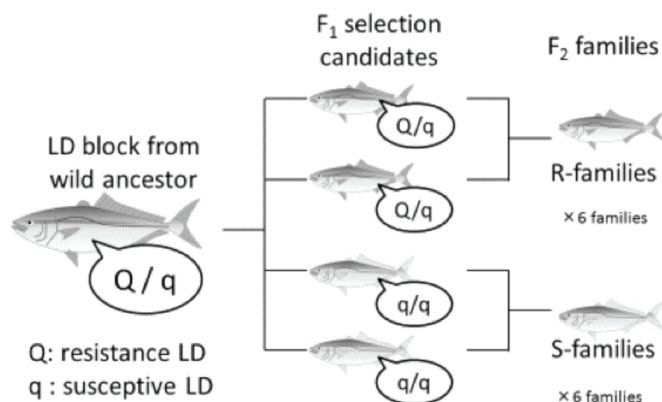 F₁ selection
candidates
F₂ families
LD block from
wild ancestor
Q / q
Q/q
Q/q
q/q
q/q
R-families
×6 families
S-families
×6 families
Q: resistance LD
q : susceptive LD